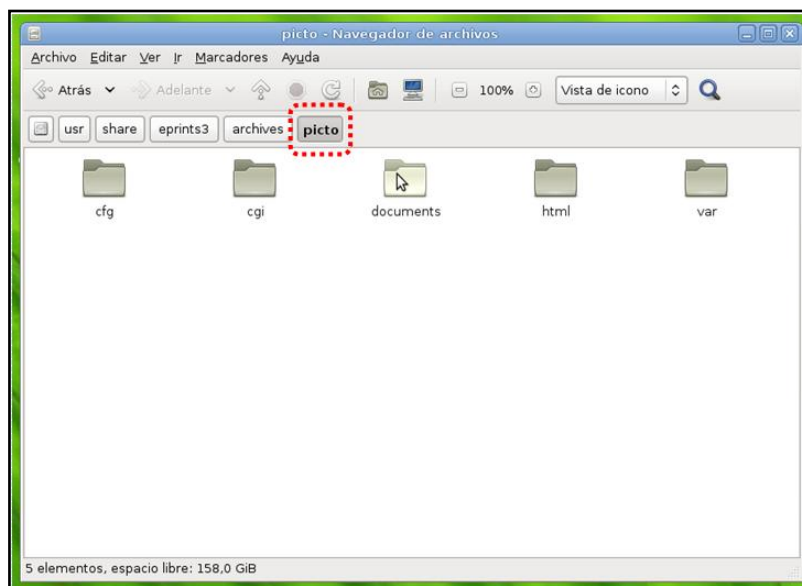 picto - Navegador de archivos
Archivo Editar Ver Ir Marcadores Ayuda
Atrás Adelante 100% Vista de icono
usr share eprints3 archives picto
cfg cgi documents html var
5 elementos, espacio libre: 158,0 GiB